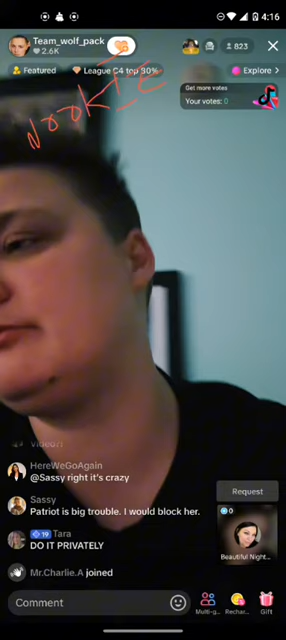 4:16
Team_wolf_pack
2.6K
823
Featured
League C4 top 30%
Explore >
NOOKIE
Get more votes
Your votes: 0
HereWeGoAgain
@Sassy right it's crazy
Sassy
Patriot is big trouble. I would block her.
Request
19 Tara
DO IT PRIVATELY
0
Beautiful Night...
Mr.Charlie.A joined
Comment
Multi-g...
Rechar...
Gift